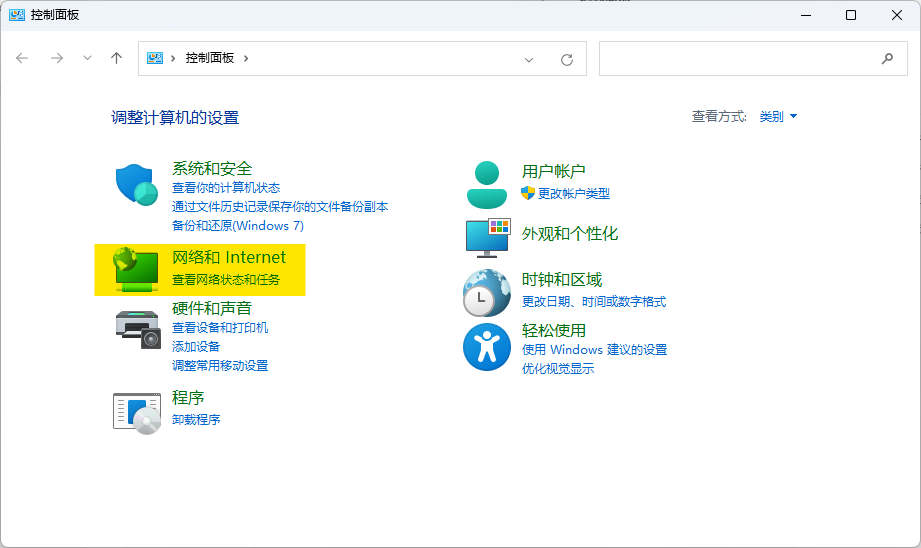 控制面板
控制面板
调整计算机的设置
查看方式: 类别
系统和安全
查看你的计算机状态
通过文件历史记录保存你的文件备份副本
备份和还原(Windows 7)
网络和 Internet
查看网络状态和任务
硬件和声音
查看设备和打印机
添加设备
调整常用移动设置
程序
卸载程序
用户帐户
更改帐户类型
外观和个性化
时钟和区域
更改日期、时间或数字格式
轻松使用
使用 Windows 建议的设置
优化视觉显示